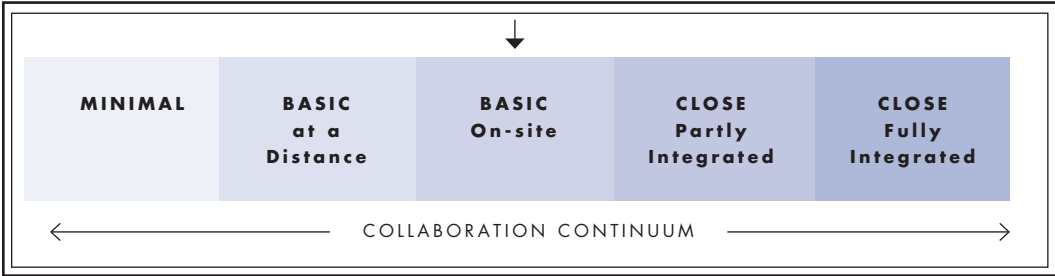 MINIMAL
BASIC
at a
Distance
BASIC
On-site
CLOSE
Partly
Integrated
CLOSE
Fully
Integrated
COLLABORATION CONTINUUM